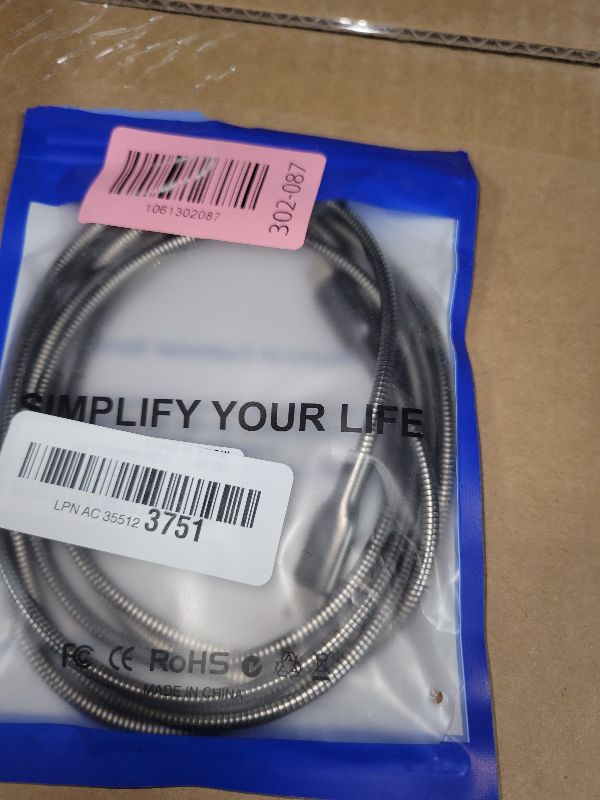 1061302087
302-087
SIMPLIFY YOUR LIFE
LPN AC 35512 3751
FC CE RoHS
MADE IN CHINA